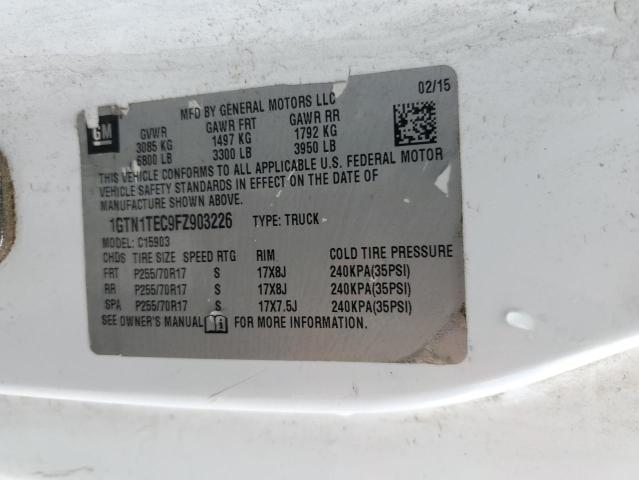 02/15
MFD BY GENERAL MOTORS LLC
GM
GVWR GAWR FRT GAWR RR
3085 KG 1497 KG 1792 KG
6800 LB 3300 LB 3950 LB
THIS VEHICLE CONFORMS TO ALL APPLICABLE U.S. FEDERAL MOTOR
VEHICLE SAFETY STANDARDS IN EFFECT ON THE DATE OF
MANUFACTURE SHOWN ABOVE.
1GTN1TEC9FZ903226 TYPE: TRUCK
MODEL: C15903
CHDS TIRE SIZE SPEED RTG RIM COLD TIRE PRESSURE
FRT P255/70R17 S 17X8J 240KPA(35PSI)
RR P255/70R17 S 17X8J 240KPA(35PSI)
SPA P255/70R17 S 17X7.5J 240KPA(35PSI)
SEE OWNER'S MANUAL FOR MORE INFORMATION.